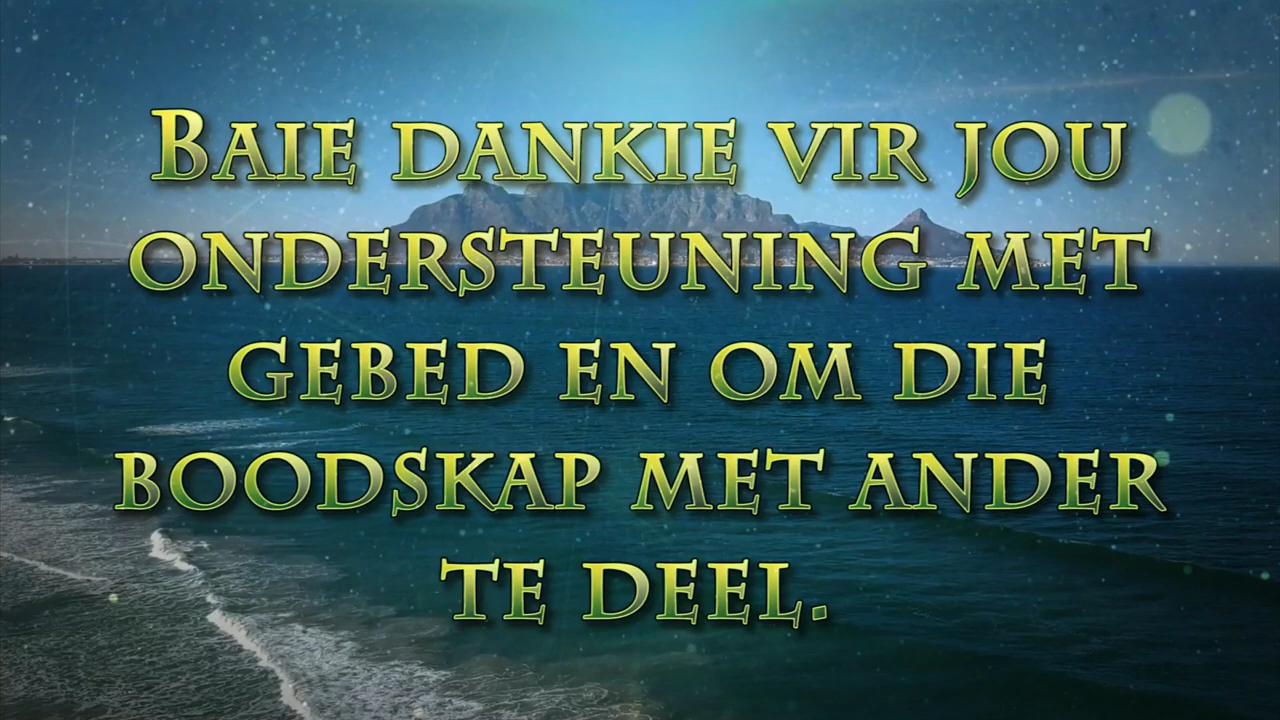 Baie dankie vir jou
ondersteuning met
gebed en om die
boodskap met ander
te deel.